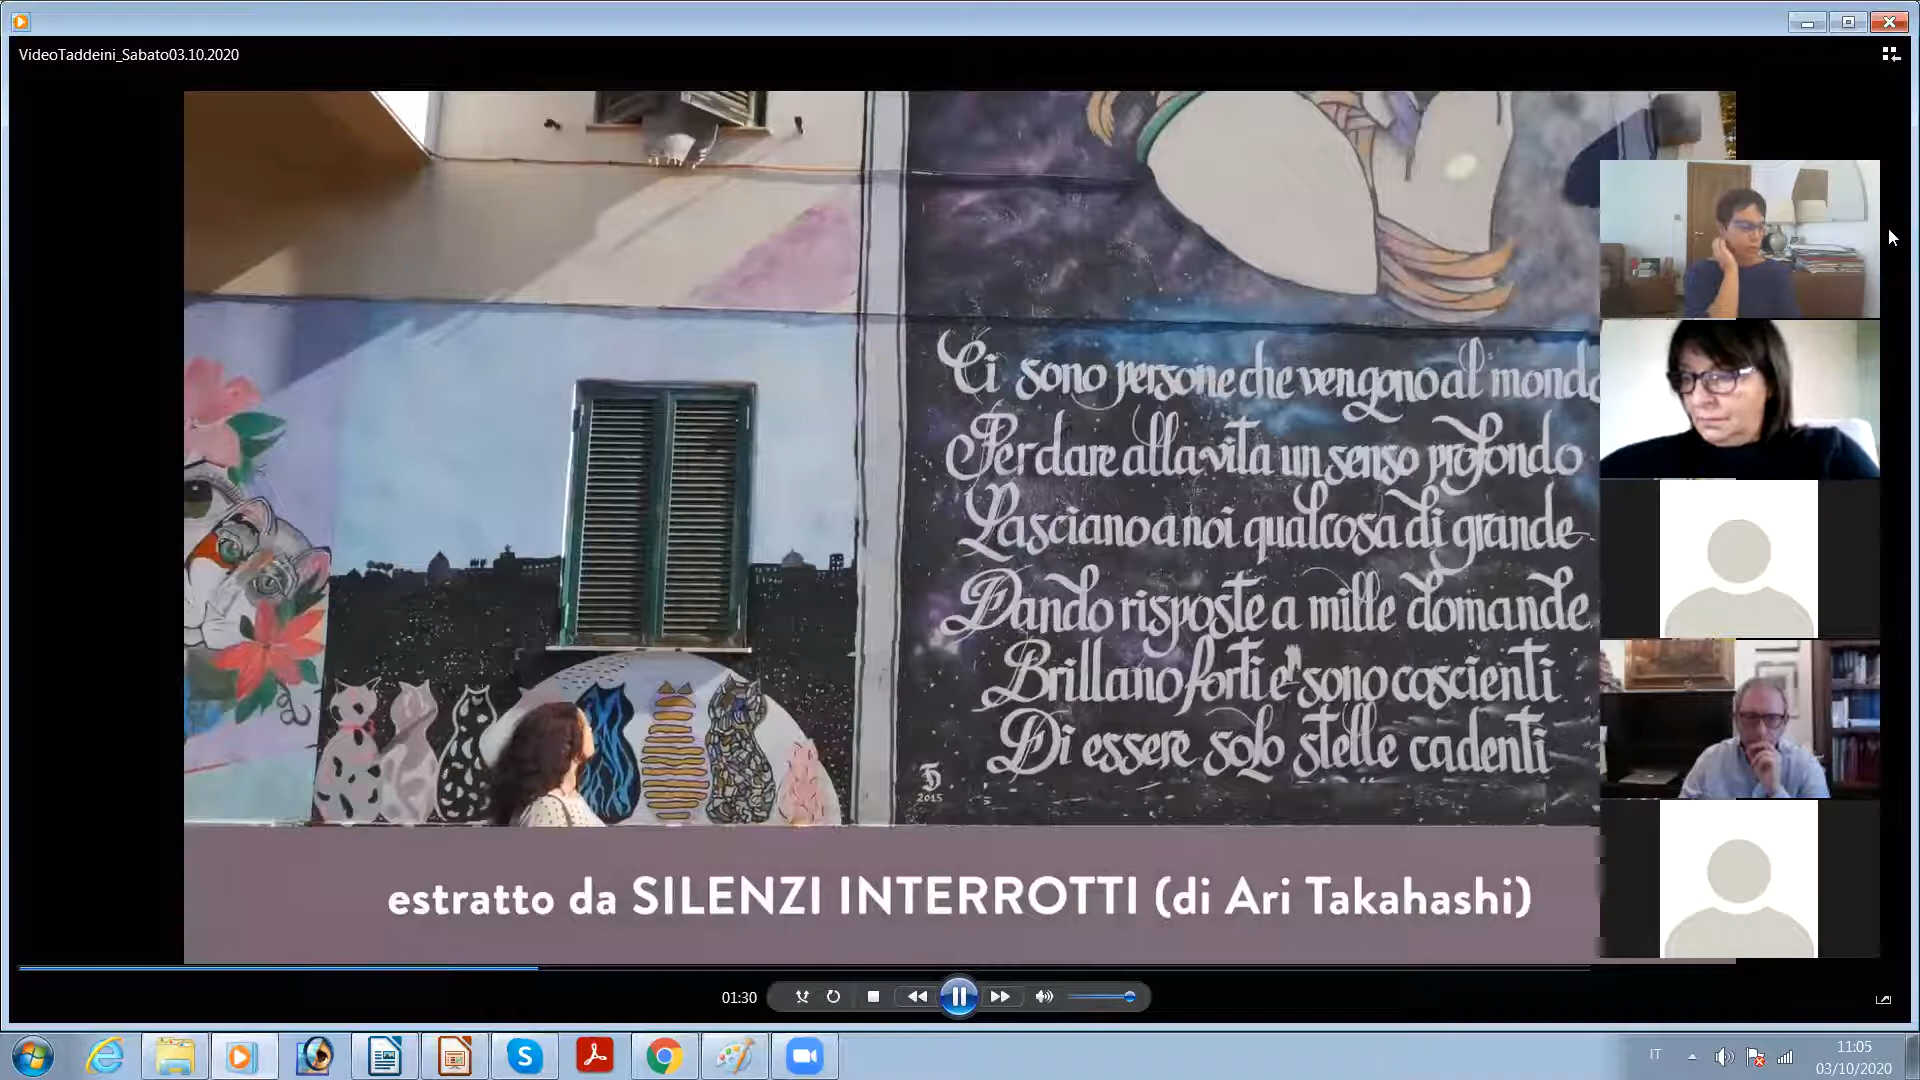 VideoTaddeini_Sabato03.10.2020
Ci sono persone che vengono al mondo
Per dare alla vita un senso profondo
Lasciano a noi qualcosa di grande
Dando risposte a mille domande
Brillano forti e sono coscienti
Di essere solo stelle cadenti
2015
estratto da SILENZI INTERROTTI (di Ari Takahashi)
01:30
IT
11:05
03/10/2020